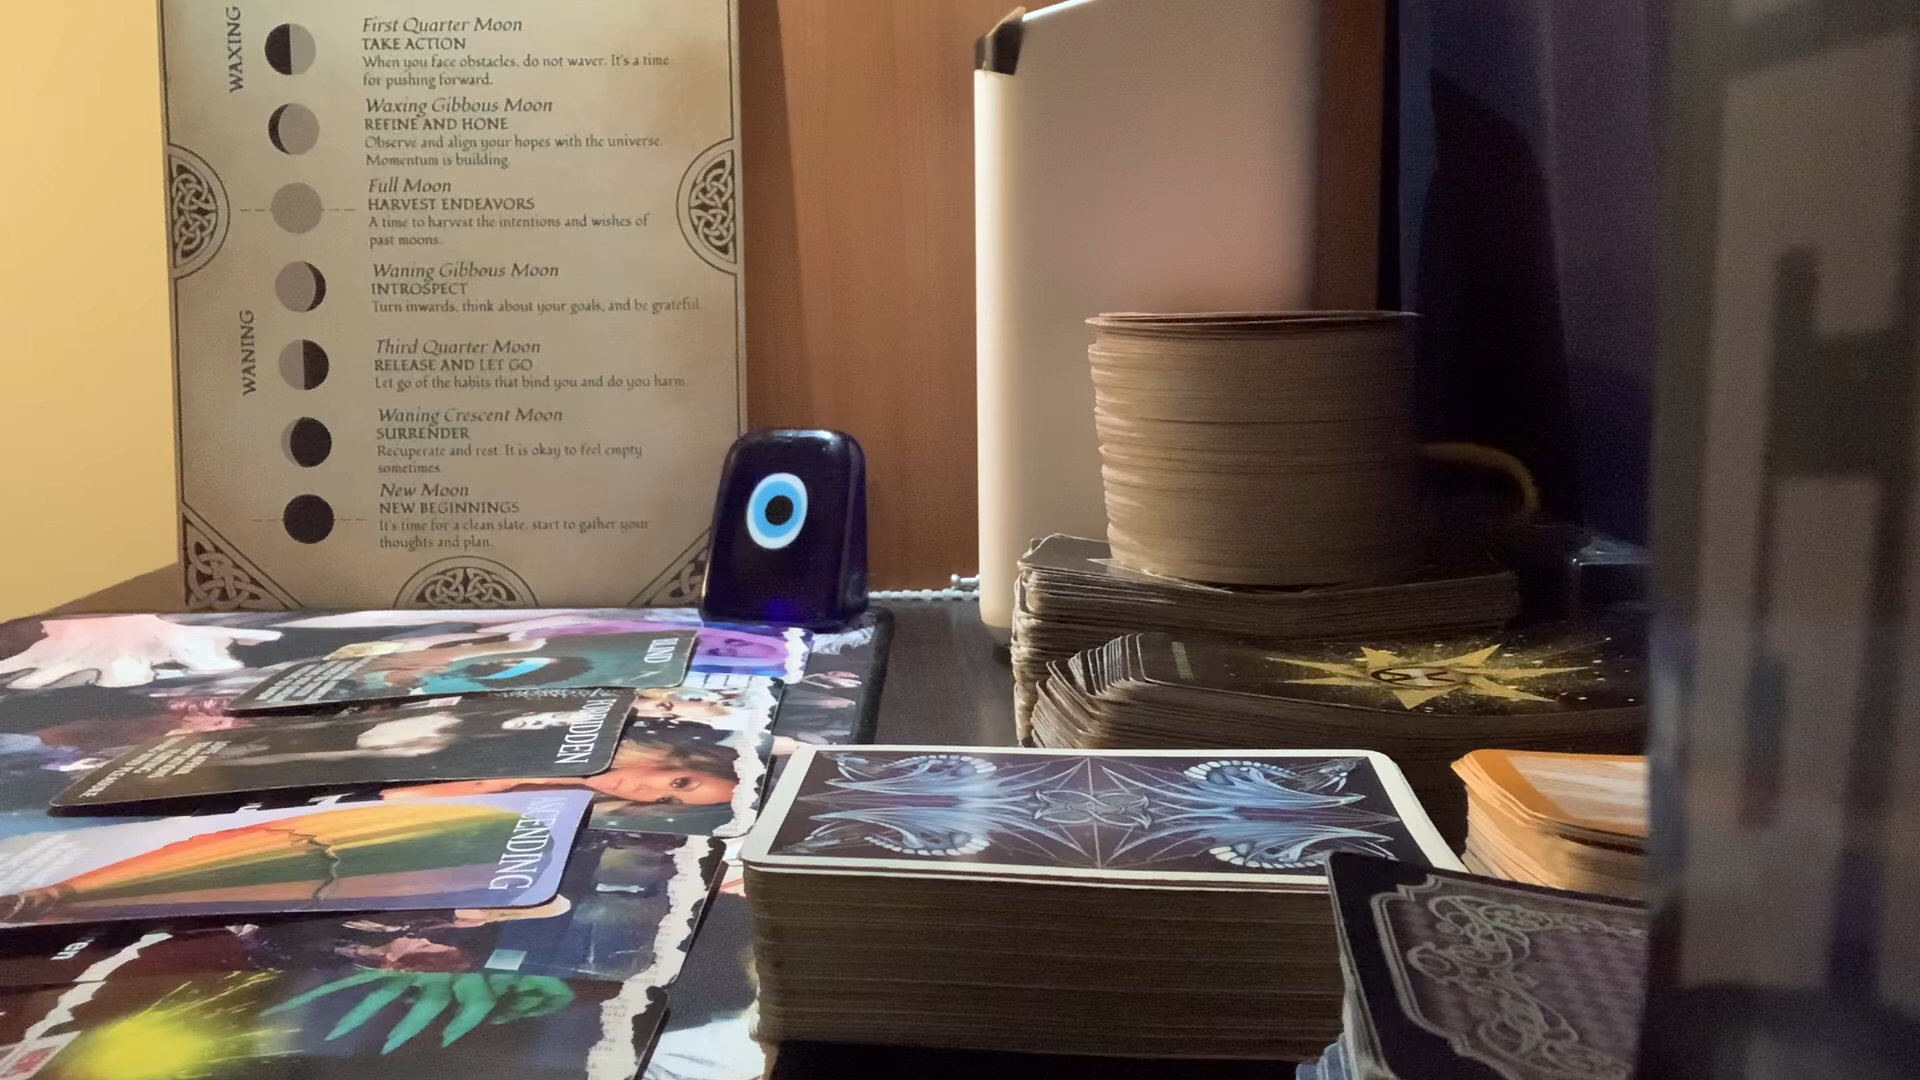 WAXING
First Quarter Moon
TAKE ACTION
When you face obstacles, do not waver. It's a time
for pushing forward.
Waxing Gibbous Moon
REFINE AND HONE
Observe and align your hopes with the universe.
Momentum is building.
Full Moon
HARVEST ENDEAVORS
A time to harvest the intentions and wishes of
past moons.
WANING
Waning Gibbous Moon
INTROSPECT
Turn inwards, think about your goals, and be grateful.
Third Quarter Moon
RELEASE AND LET GO
Let go of the habits that bind you and do you harm.
Waning Crescent Moon
SURRENDER
Recuperate and rest. It is okay to feel empty
sometimes.
New Moon
NEW BEGINNINGS
It's time for a clean slate, start to gather your
thoughts and plan.
BLIND
FORBIDDEN
ASCENDING
en